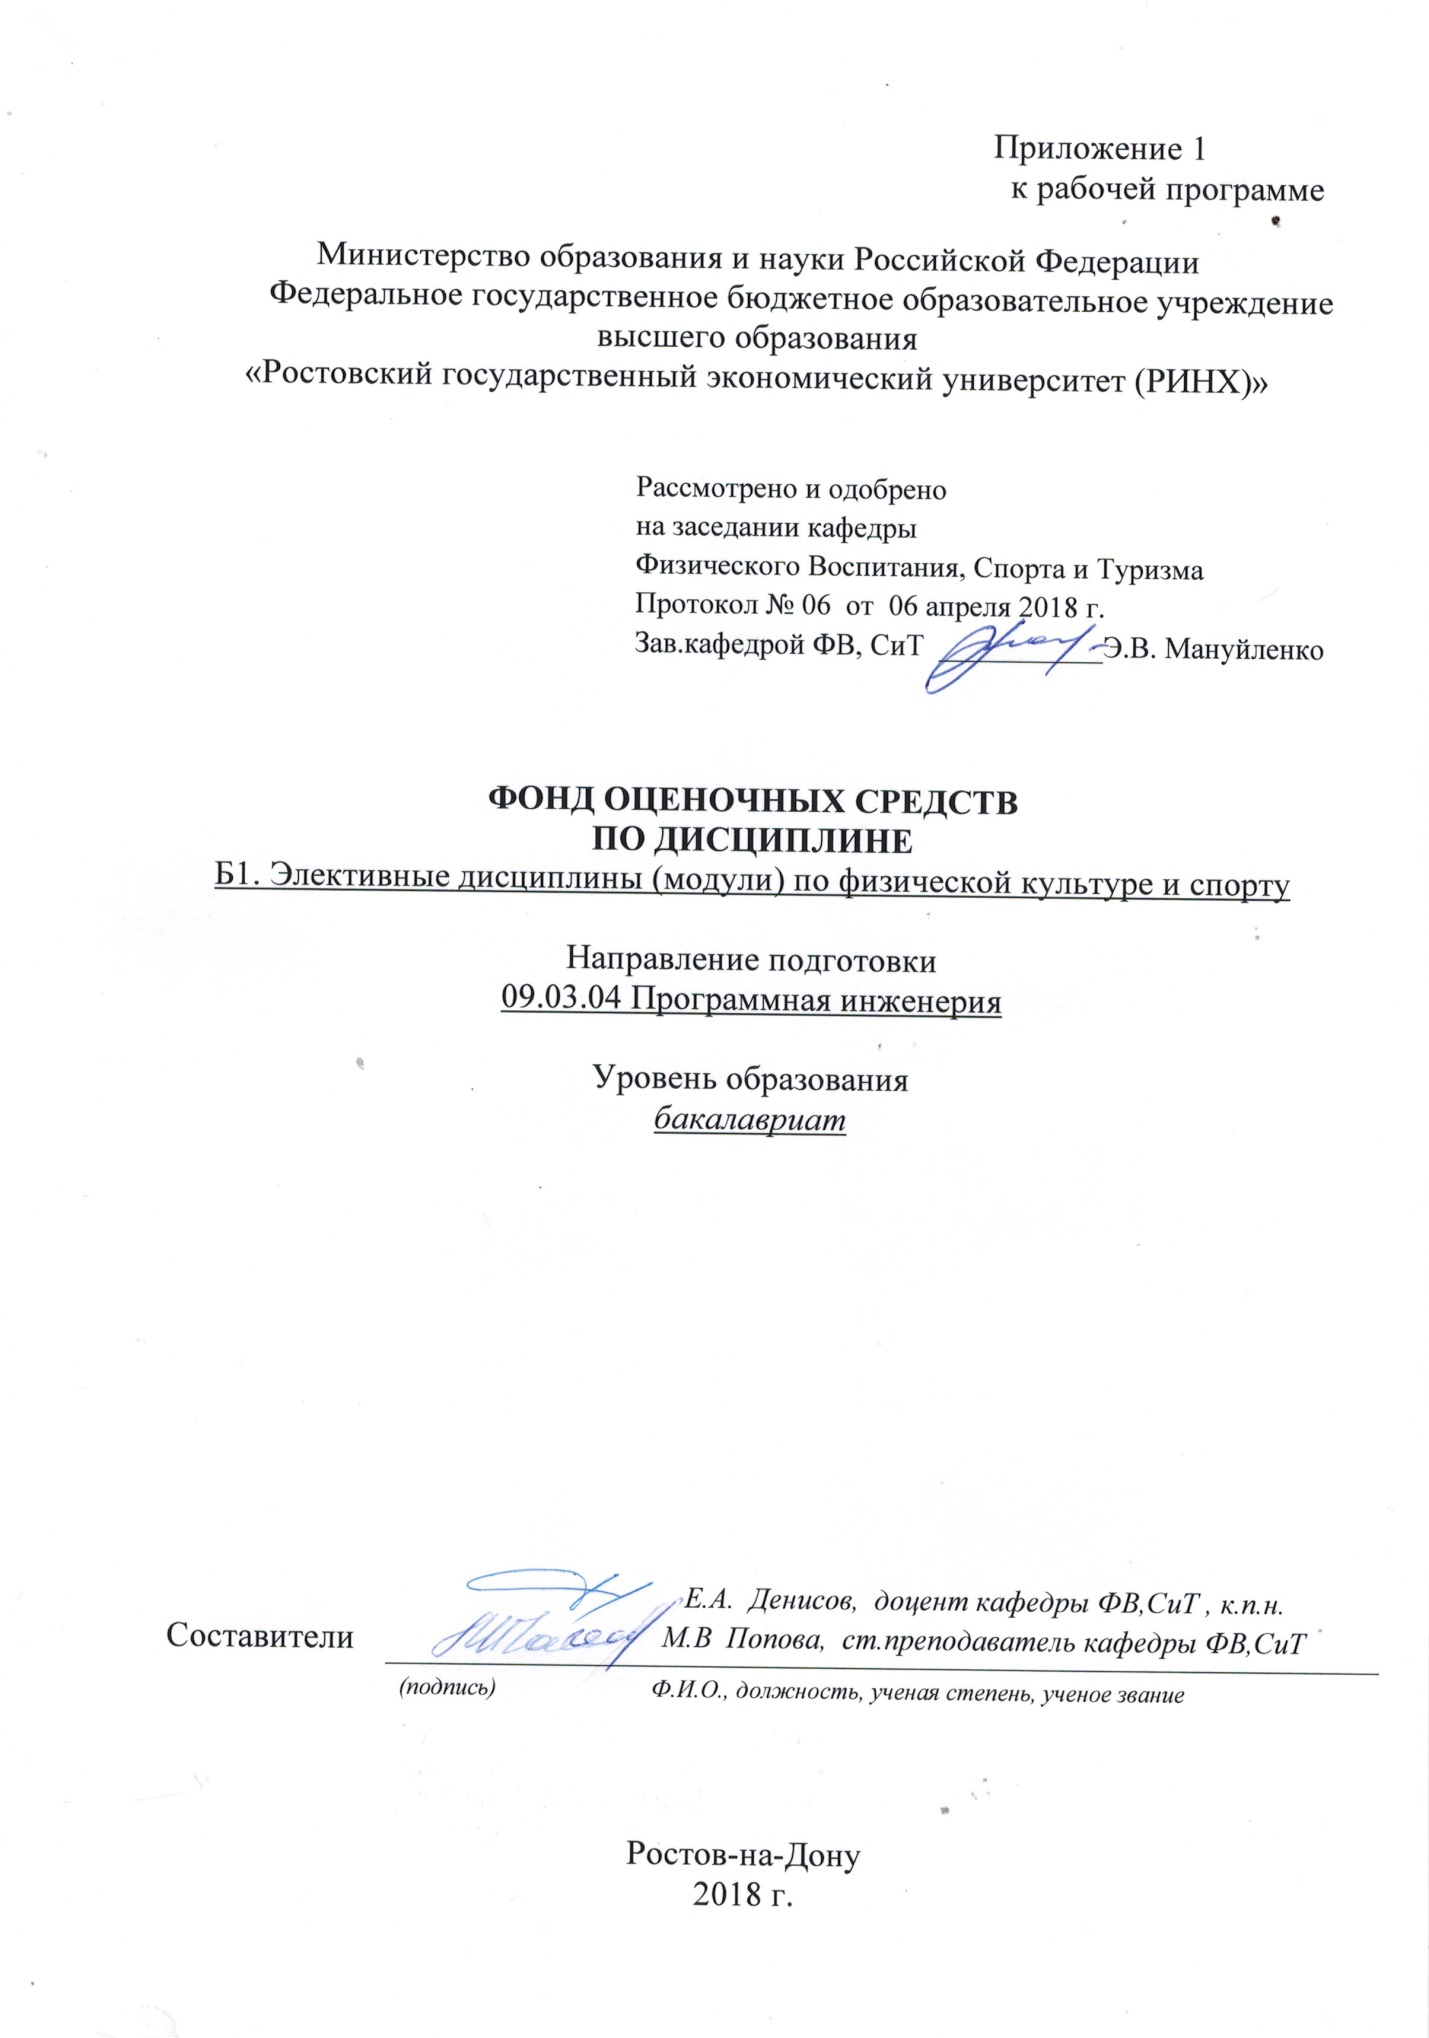 Приложение 1
к рабочей программе
Министерство образования и науки Российской Федерации
Федеральное государственное бюджетное образовательное учреждение
высшего образования
«Ростовский государственный экономический университет (РИНХ)»
Рассмотрено и одобрено
на заседании кафедры
Физического Воспитания, Спорта и Туризма
Протокол № 06 от 06 апреля 2018 г.
Зав.кафедрой ФВ, СиТ ____________Э.В. Мануйленко
ФОНД ОЦЕНОЧНЫХ СРЕДСТВ
ПО ДИСЦИПЛИНЕ
Б1. Элективные дисциплины (модули) по физической культуре и спорту
Направление подготовки
09.03.04 Программная инженерия
Уровень образования
бакалавриат
Е.А. Денисов, доцент кафедры ФВ,СиТ , к.п.н.
Составители М.В Попова, ст.преподаватель кафедры ФВ,СиТ
(подпись) Ф.И.О., должность, ученая степень, ученое звание
Ростов-на-Дону
2018 г.